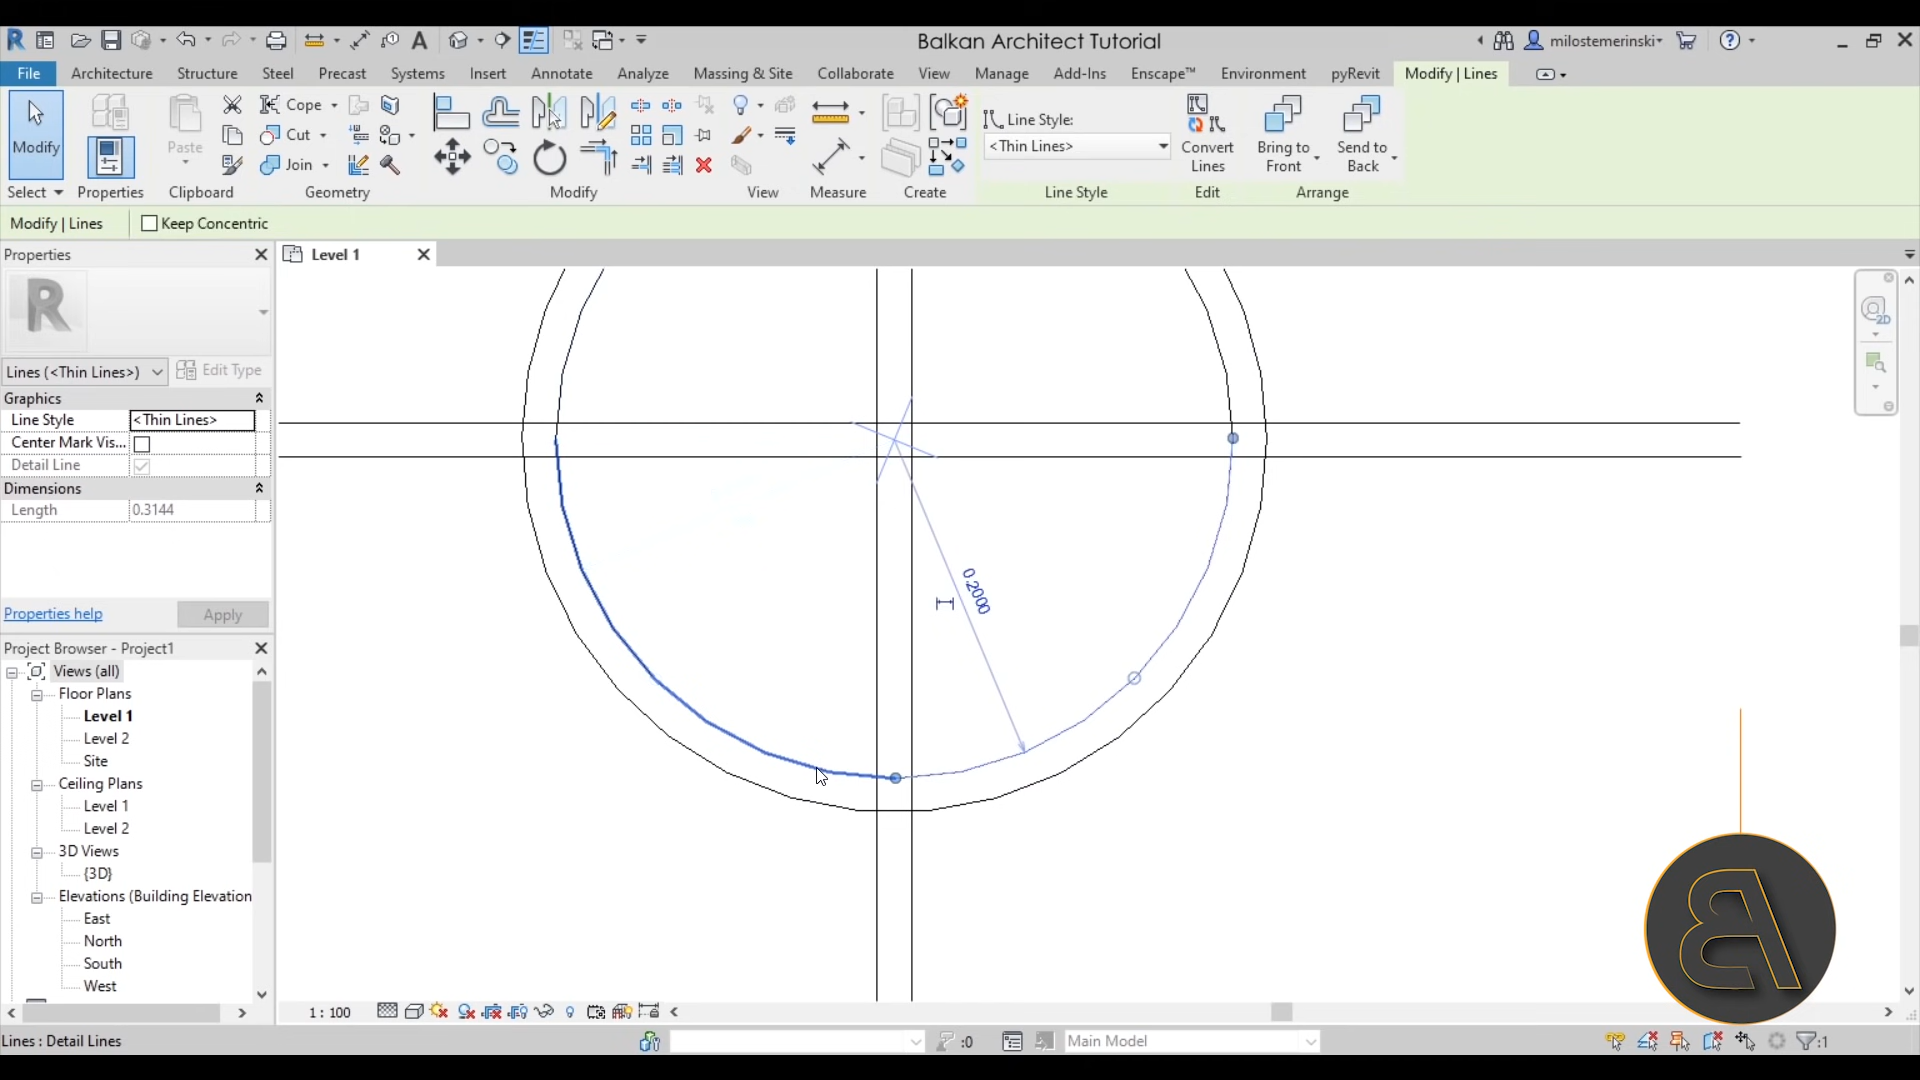 Balkan Architect Tutorial
milostemerinski
File Architecture Structure Steel Precast Systems Insert Annotate Analyze Massing & Site Collaborate View Manage Add-Ins Enscape™ Environment pyRevit Modify | Lines
Modify
Paste
Cope
Cut
Join
Line Style:
<Thin Lines>
Convert
Lines
Bring to
Front
Send to
Back
Select Properties Clipboard Geometry Modify View Measure Create Line Style Edit Arrange
Modify | Lines Keep Concentric
Properties
Level 1
R
Lines (<Thin Lines>) Edit Type
Graphics
Line Style <Thin Lines>
Center Mark Vis...
Detail Line
Dimensions
Length 0.3144
Properties help Apply
Project Browser - Project1
Views (all)
Floor Plans
Level 1
Level 2
Site
Ceiling Plans
Level 1
Level 2
3D Views
{3D}
Elevations (Building Elevation
East
North
South
West
0.2000
2D
1 : 100
Lines : Detail Lines
:0
Main Model
:1